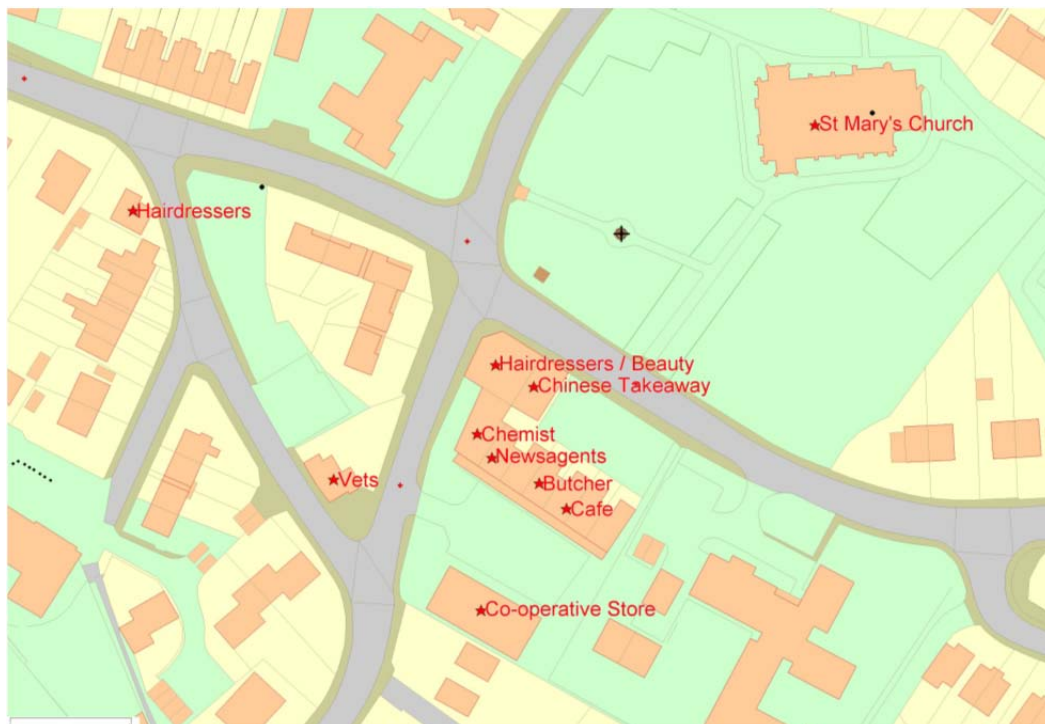 St Mary's Church
Hairdressers
Hairdressers / Beauty
Chinese Takeaway
Chemist
Newsagents
Vets
Butcher
Cafe
Co-operative Store